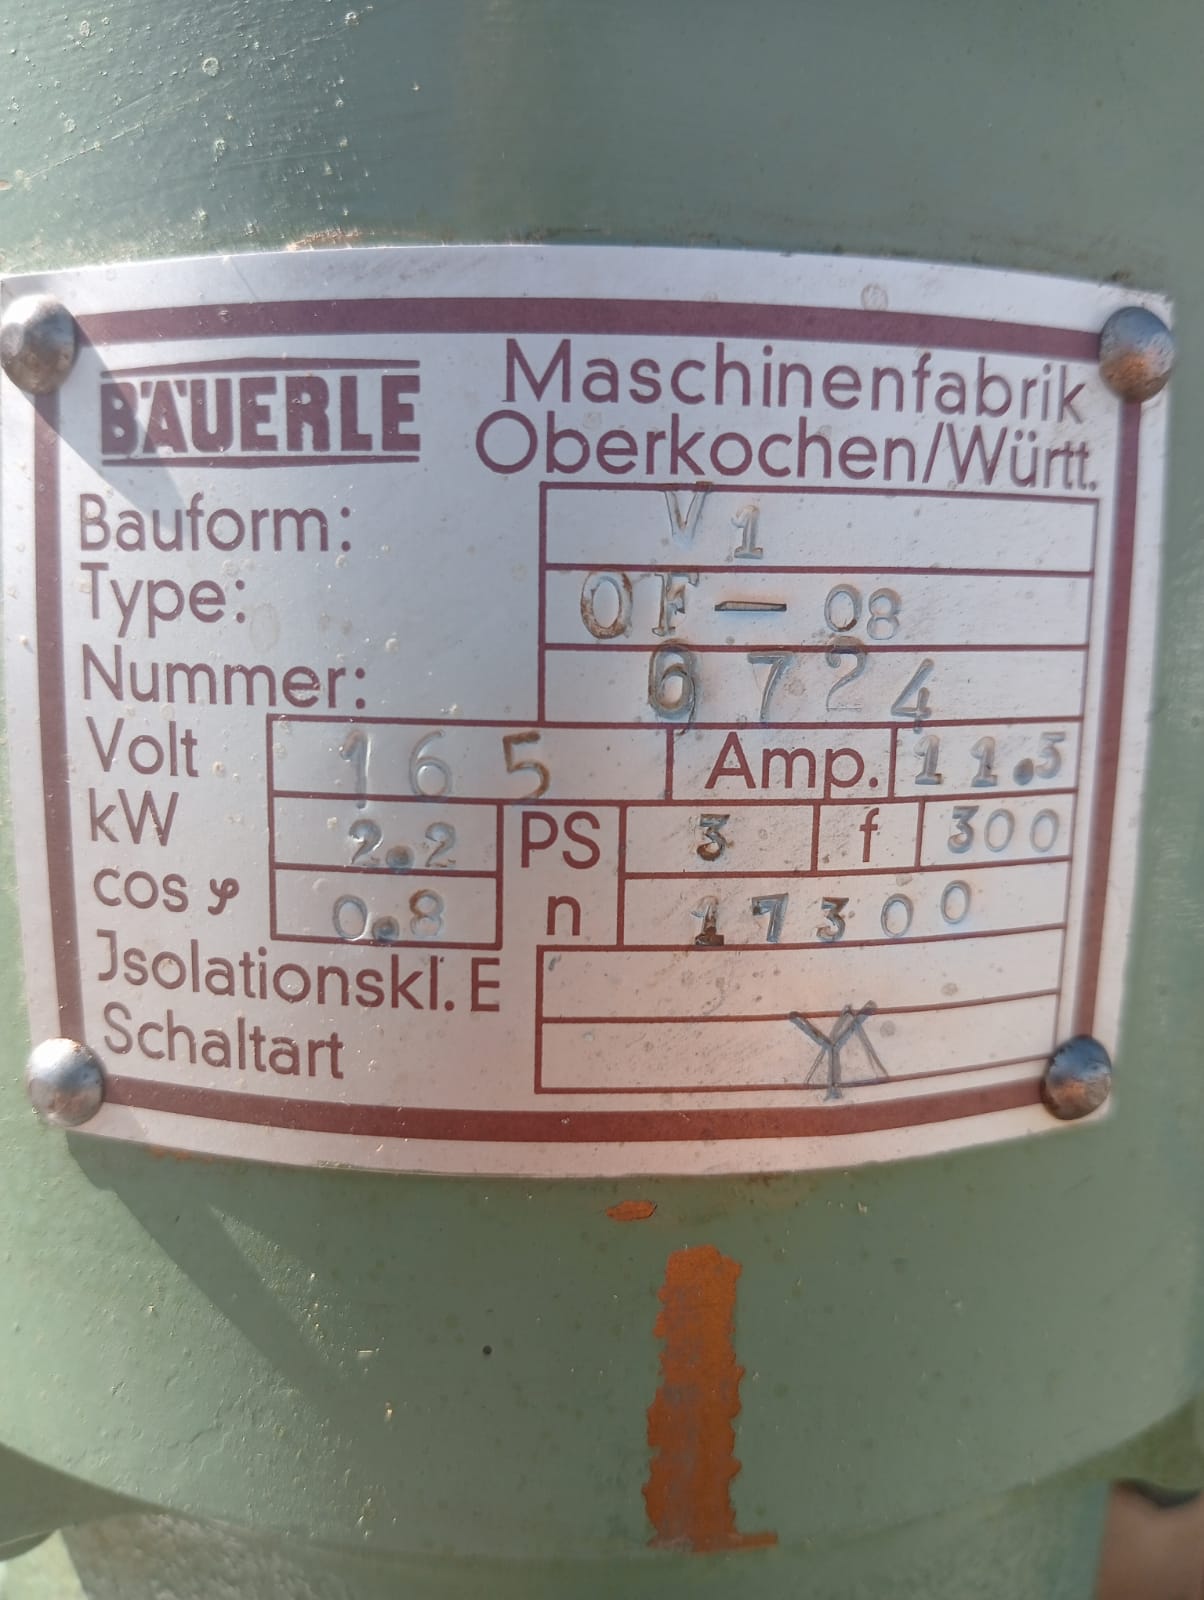 BÄUERLE Maschinenfabrik
Oberkochen/Württ.
Bauform: V1
Type: OF-08
Nummer: 6724
Volt 165 Amp. 11.5
kW 2.2 PS 3 f 300
cos φ 0.8 n 17300
Jsolationskl. E
Schaltart Y